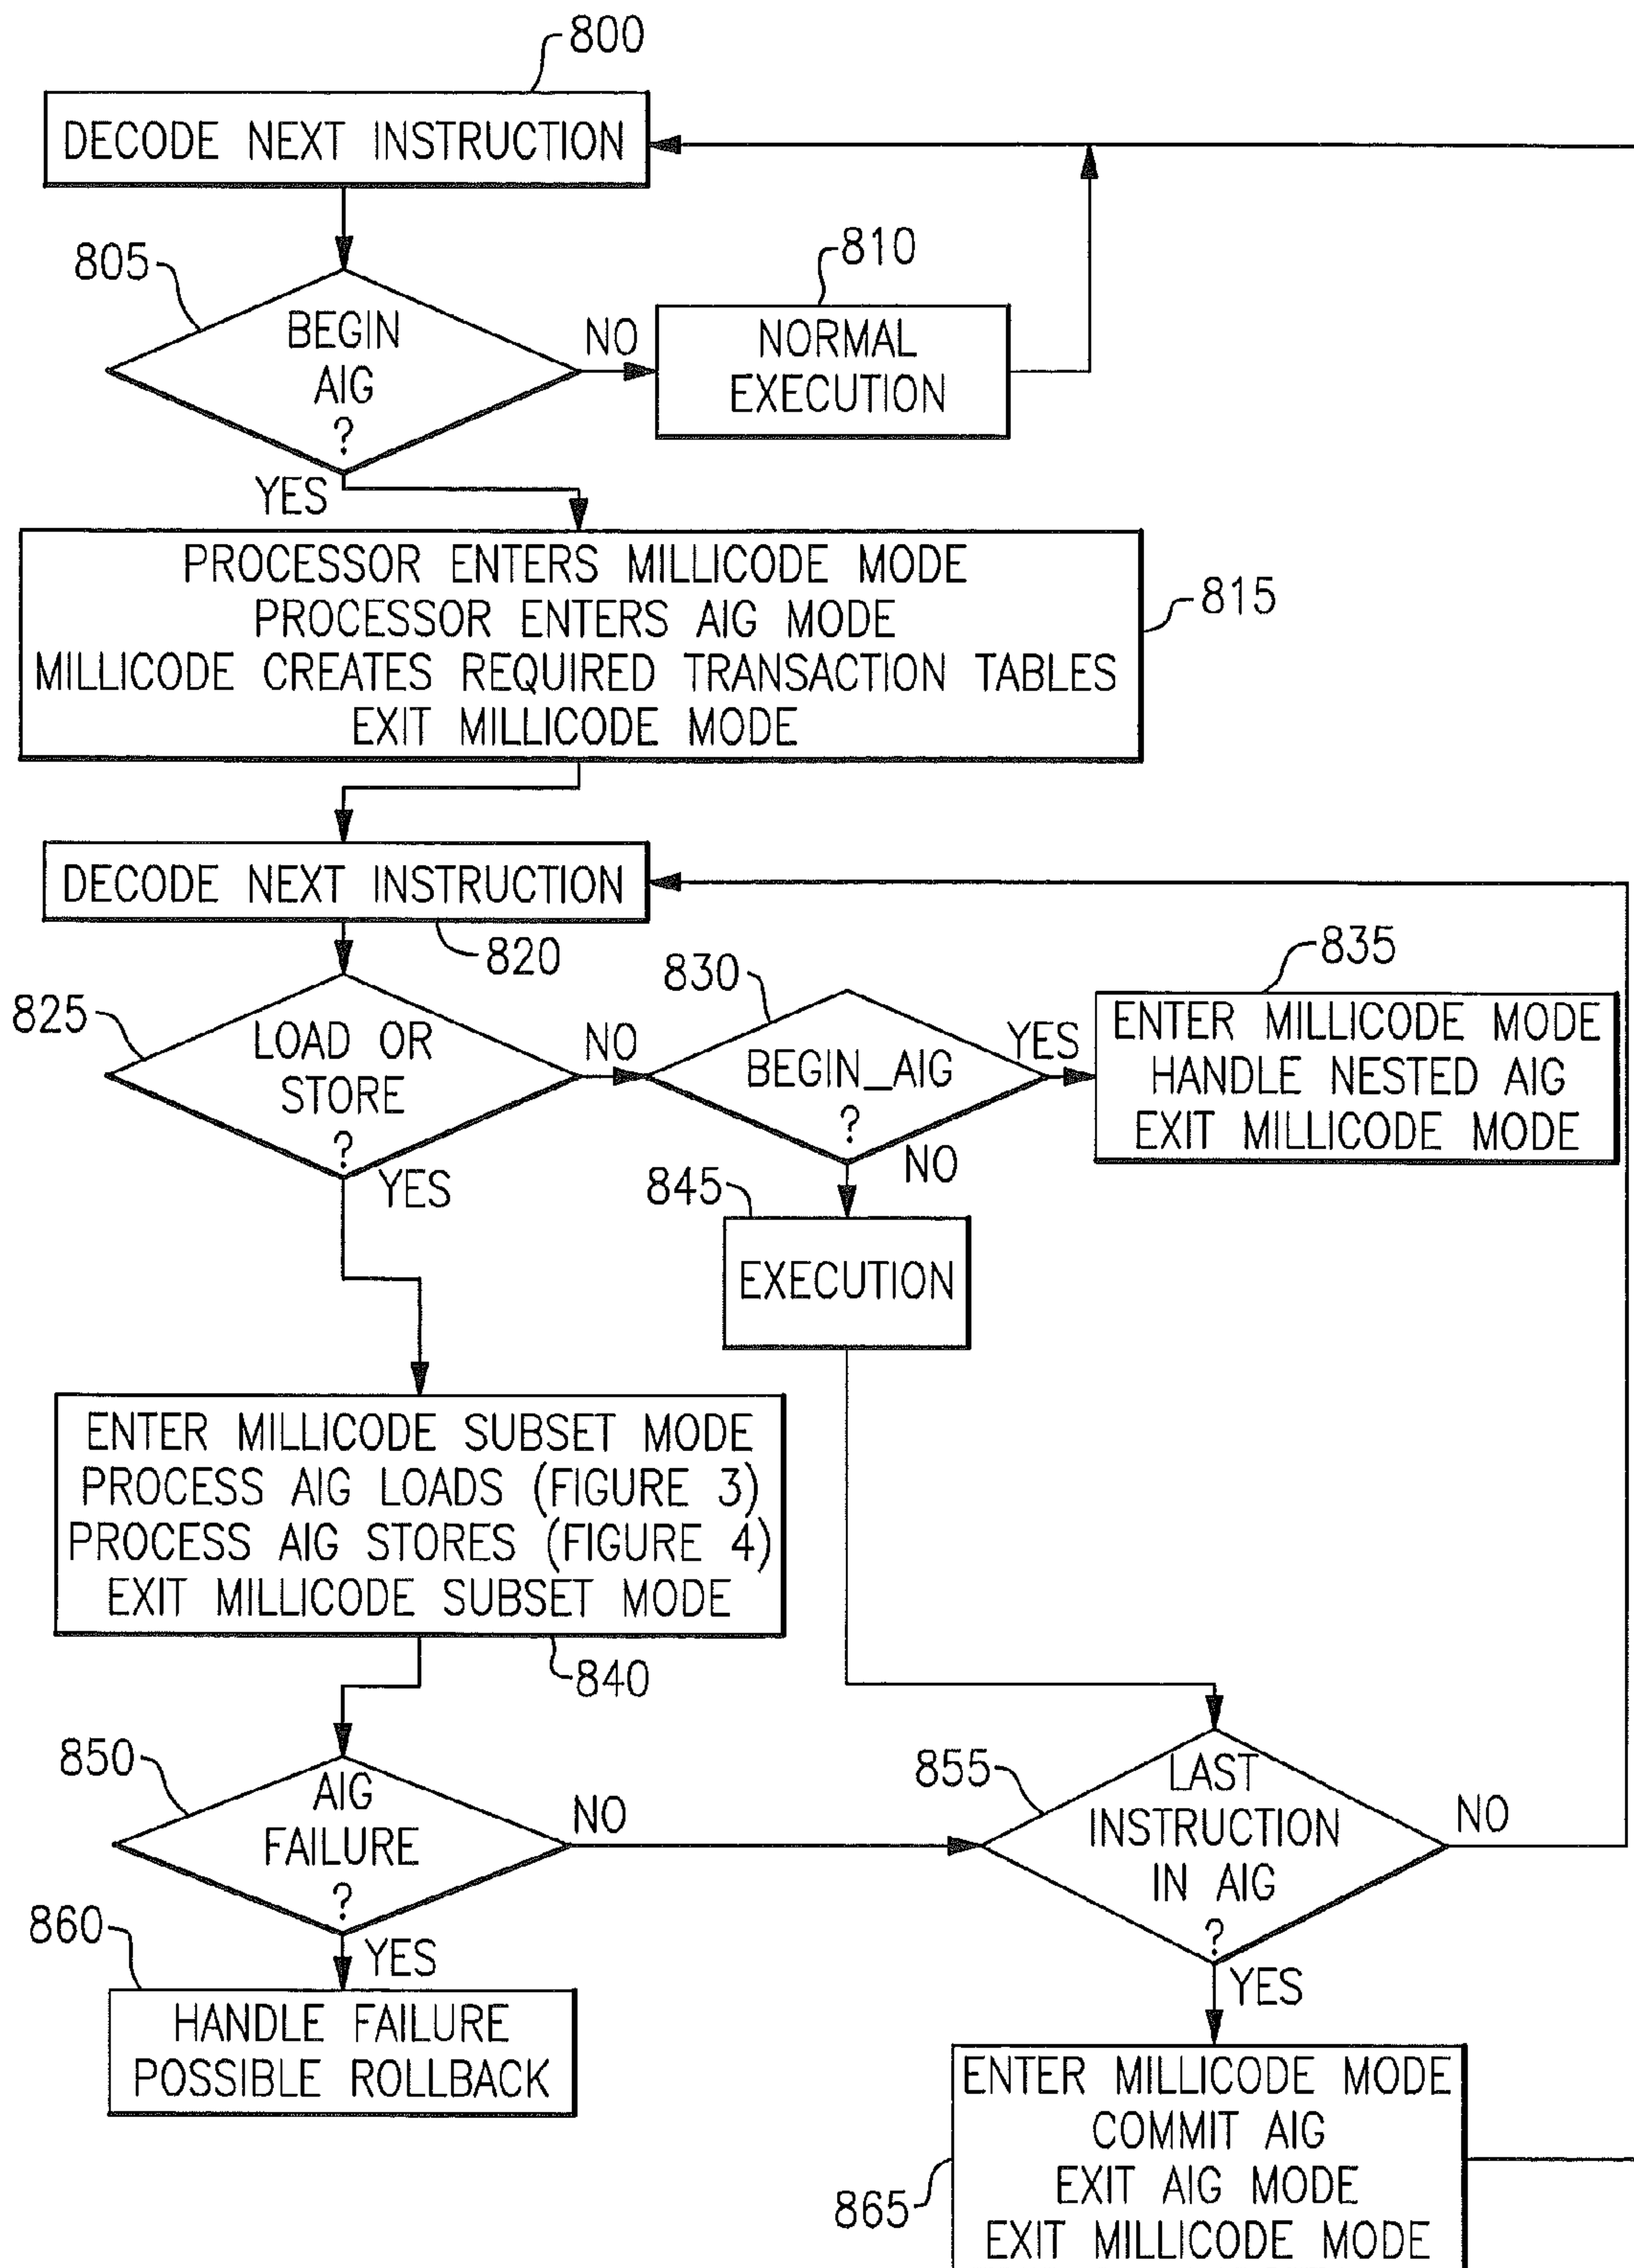 800
DECODE NEXT INSTRUCTION
805
BEGIN
AIG
?
NO
810
NORMAL
EXECUTION
YES
PROCESSOR ENTERS MILLICODE MODE
PROCESSOR ENTERS AIG MODE
MILLICODE CREATES REQUIRED TRANSACTION TABLES
EXIT MILLICODE MODE
815
DECODE NEXT INSTRUCTION
820
825
LOAD OR
STORE
?
NO
YES
830
BEGIN_AIG
?
YES
NO
835
ENTER MILLICODE MODE
HANDLE NESTED AIG
EXIT MILLICODE MODE
845
EXECUTION
ENTER MILLICODE SUBSET MODE
PROCESS AIG LOADS (FIGURE 3)
PROCESS AIG STORES (FIGURE 4)
EXIT MILLICODE SUBSET MODE
840
850
AIG
FAILURE
?
NO
YES
855
LAST
INSTRUCTION
IN AIG
?
NO
YES
860
HANDLE FAILURE
POSSIBLE ROLLBACK
ENTER MILLICODE MODE
COMMIT AIG
EXIT AIG MODE
EXIT MILLICODE MODE
865